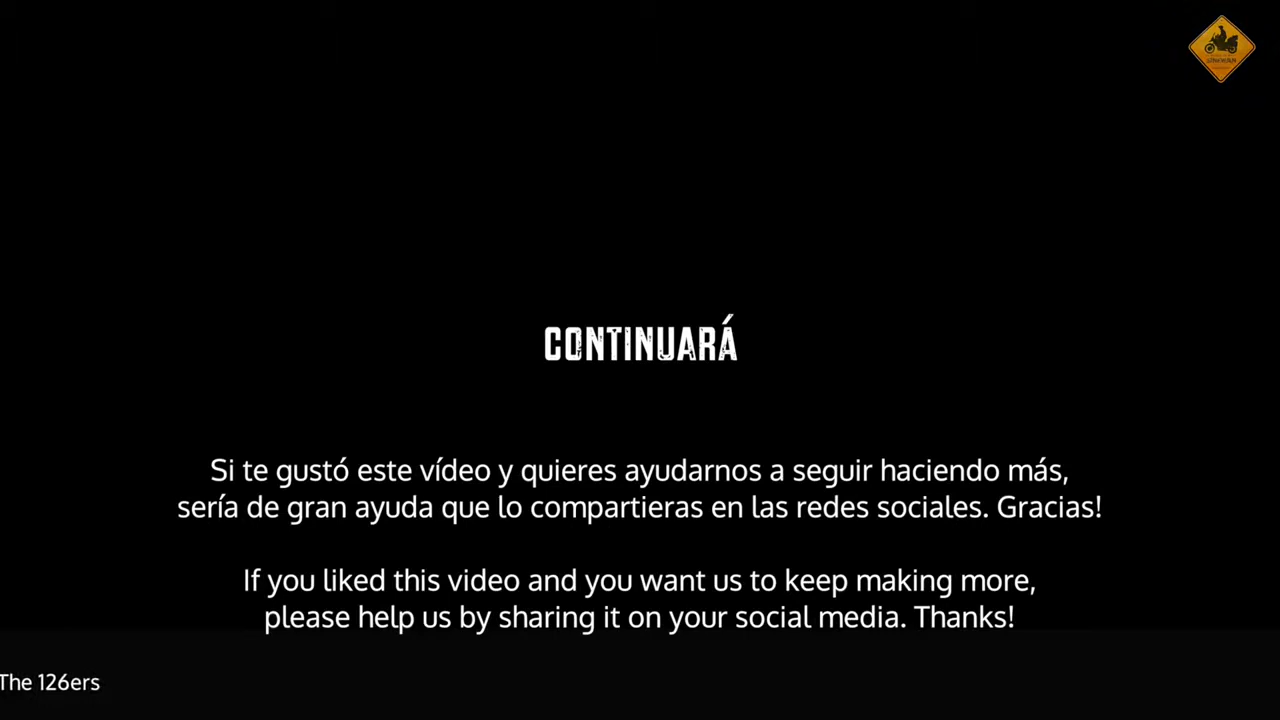 CONTINUARÁ
Si te gustó este vídeo y quieres ayudarnos a seguir haciendo más,
sería de gran ayuda que lo compartieras en las redes sociales. Gracias!
If you liked this video and you want us to keep making more,
please help us by sharing it on your social media. Thanks!
The 126ers